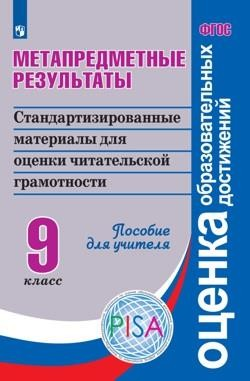 ФГОС
МЕТАПРЕДМЕТНЫЕ
РЕЗУЛЬТАТЫ
Стандартизированные
материалы для
оценки читательской
грамотности
Пособие
для учителя
9
класс
PISA
оценка
образовательных
достижений